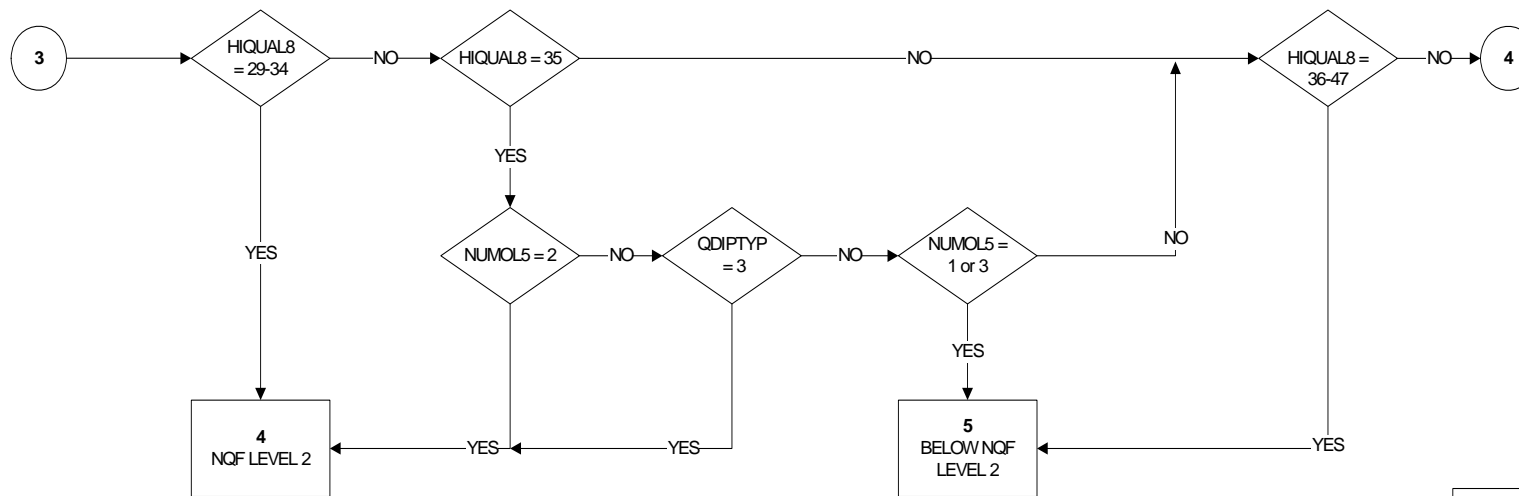 3
HIQUAL8
= 29-34
NO
HIQUAL8 = 35
NO
HIQUAL8 =
36-47
NO
4
YES
YES
NUMOL5 = 2
NO
QDIPTYP
= 3
NO
NUMOL5 =
1 or 3
NO
YES
4
NQF LEVEL 2
YES
YES
5
BELOW NQF
LEVEL 2
YES